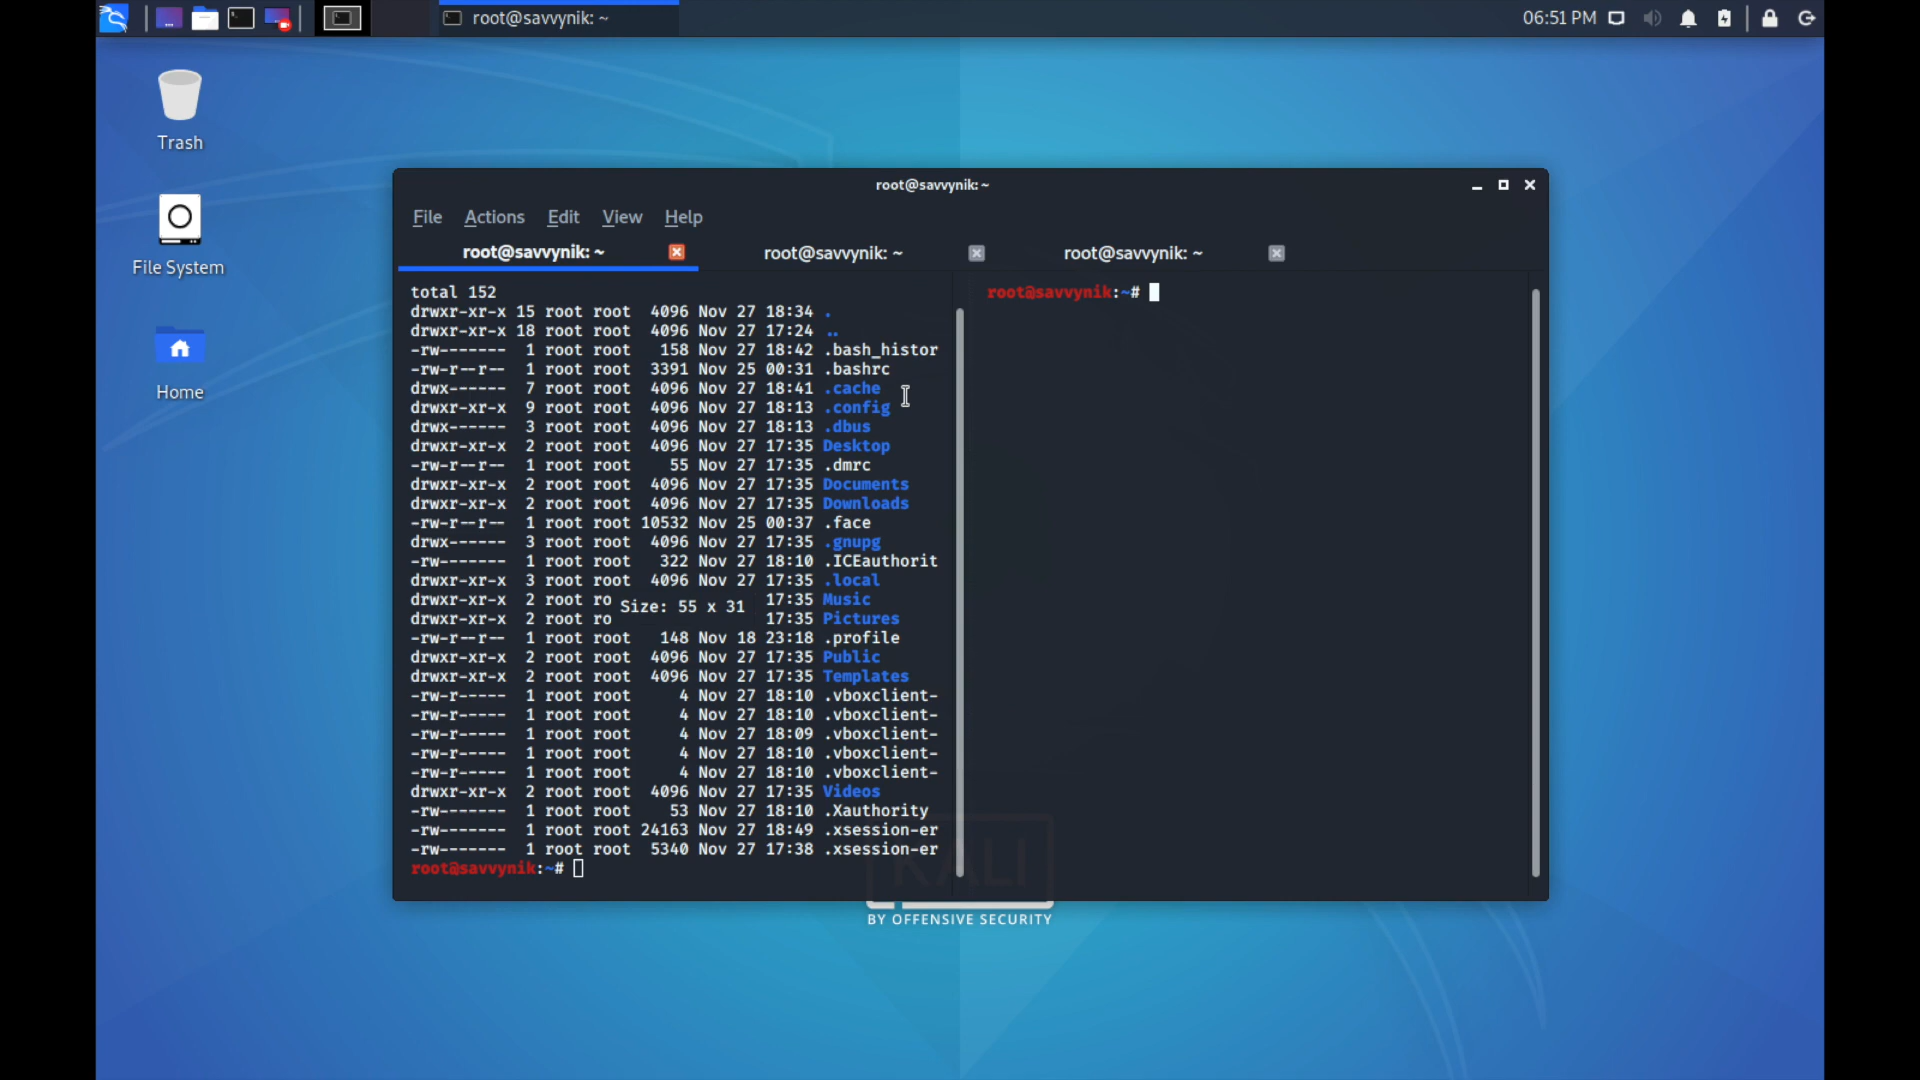 root@savvynik: ~
06:51 PM
Trash
File System
Home
root@savvynik: ~
File Actions Edit View Help
root@savvynik: ~
root@savvynik: ~
root@savvynik: ~
total 152
drwxr-xr-x 15 root root 4096 Nov 27 18:34 .
drwxr-xr-x 18 root root 4096 Nov 27 17:24 ..
-rw------- 1 root root 158 Nov 27 18:42 .bash_histor
-rw-r--r-- 1 root root 3391 Nov 25 00:31 .bashrc
drwx------ 7 root root 4096 Nov 27 18:41 .cache
drwxr-xr-x 9 root root 4096 Nov 27 18:13 .config
drwx------ 3 root root 4096 Nov 27 18:13 .dbus
drwxr-xr-x 2 root root 4096 Nov 27 17:35 Desktop
-rw-r--r-- 1 root root 55 Nov 27 17:35 .dmrc
drwxr-xr-x 2 root root 4096 Nov 27 17:35 Documents
drwxr-xr-x 2 root root 4096 Nov 27 17:35 Downloads
-rw-r--r-- 1 root root 10532 Nov 25 00:37 .face
drwx------ 3 root root 4096 Nov 27 17:35 .gnupg
-rw------- 1 root root 322 Nov 27 18:10 .ICEauthorit
drwxr-xr-x 3 root root 4096 Nov 27 17:35 .local
drwxr-xr-x 2 root ro 17:35 Music
Size: 55 x 31
drwxr-xr-x 2 root ro 17:35 Pictures
-rw-r--r-- 1 root root 148 Nov 18 23:18 .profile
drwxr-xr-x 2 root root 4096 Nov 27 17:35 Public
drwxr-xr-x 2 root root 4096 Nov 27 17:35 Templates
-rw-r----- 1 root root 4 Nov 27 18:10 .vboxclient-
-rw-r----- 1 root root 4 Nov 27 18:10 .vboxclient-
-rw-r----- 1 root root 4 Nov 27 18:09 .vboxclient-
-rw-r----- 1 root root 4 Nov 27 18:10 .vboxclient-
-rw-r----- 1 root root 4 Nov 27 18:10 .vboxclient-
drwxr-xr-x 2 root root 4096 Nov 27 17:35 Videos
-rw------- 1 root root 53 Nov 27 18:10 .Xauthority
-rw------- 1 root root 24163 Nov 27 18:49 .xsession-er
-rw------- 1 root root 5340 Nov 27 17:38 .xsession-er
root@savvynik:~#
root@savvynik:~#
KALI
BY OFFENSIVE SECURITY